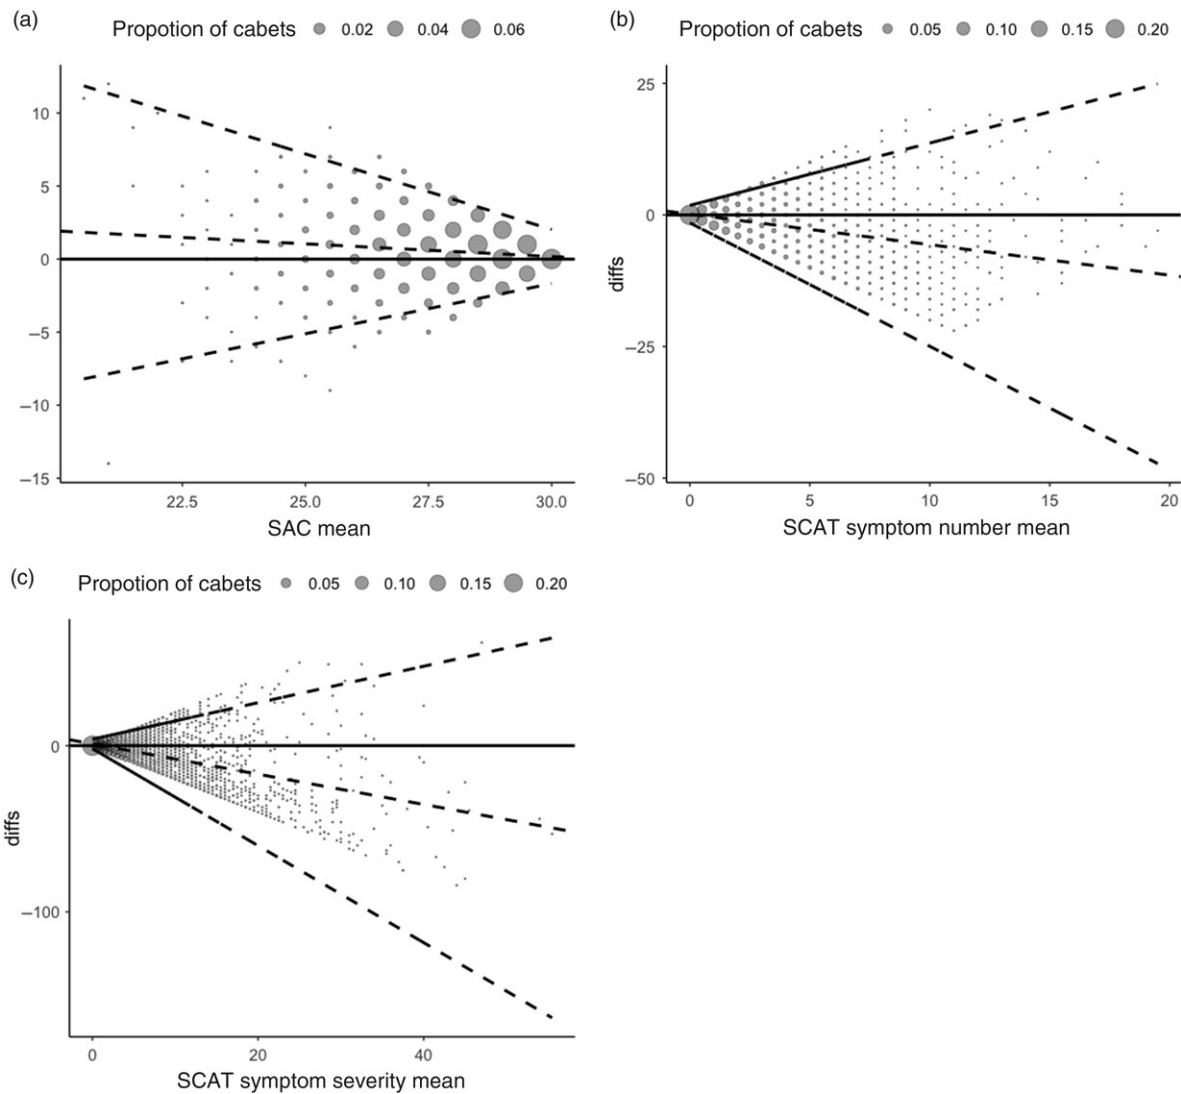 (a)
Propotion of cabets 0.02 0.04 0.06
10
5
0
−5
−10
−15
22.5 25.0 27.5 30.0
SAC mean
(b)
Propotion of cabets 0.05 0.10 0.15 0.20
25
0
−25
−50
diffs
0 5 10 15 20
SCAT symptom number mean
(c)
Propotion of cabets 0.05 0.10 0.15 0.20
0
−100
diffs
0 20 40
SCAT symptom severity mean